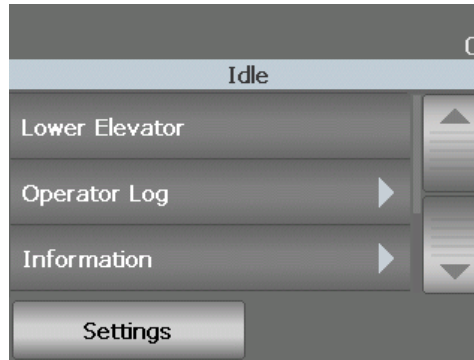 Idle
Lower Elevator
Operator Log
Information
Settings